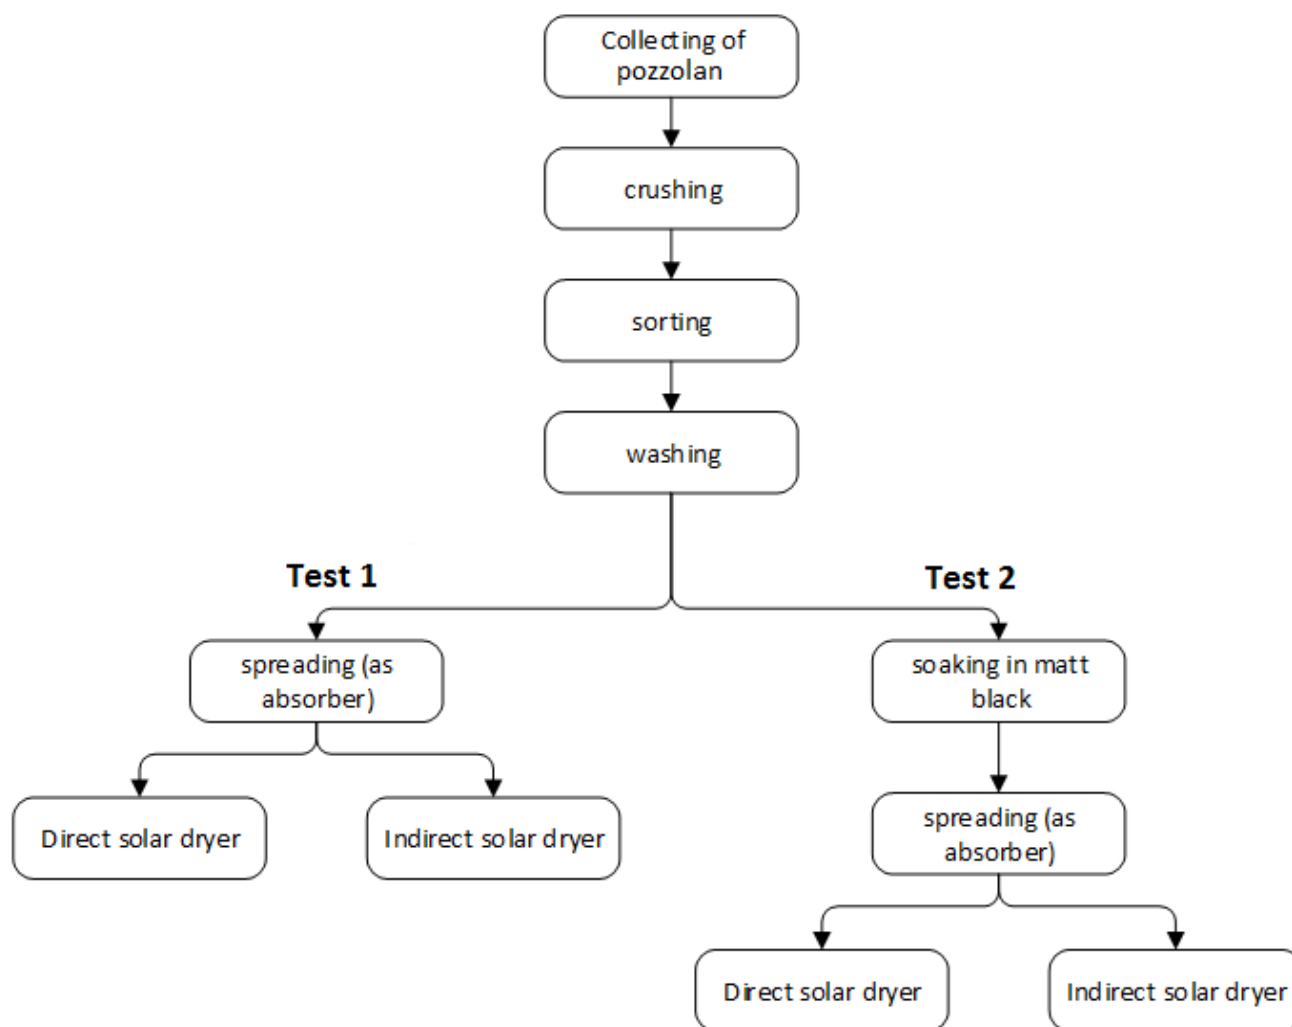 Collecting of
pozzolan
crushing
sorting
washing
Test 1
Test 2
spreading (as
absorber)
soaking in matt
black
Direct solar dryer
Indirect solar dryer
spreading (as
absorber)
Direct solar dryer
Indirect solar dryer